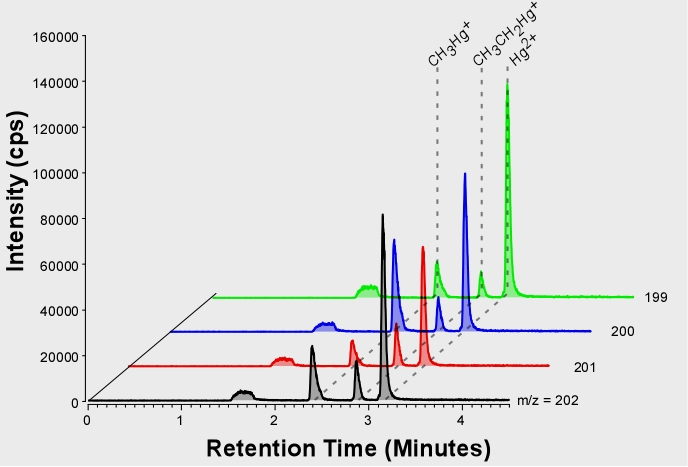 CH3Hg+
CH3CH2Hg+
Hg2+
Intensity (cps)
160000
140000
120000
100000
80000
60000
40000
20000
0
199
200
201
m/z = 202
0 1 2 3 4
Retention Time (Minutes)